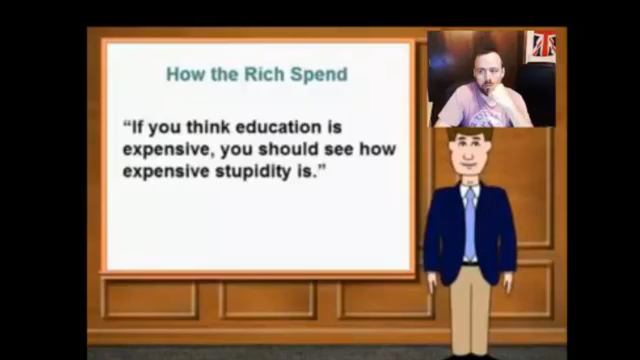 How the Rich Spend
“If you think education is
expensive, you should see how
expensive stupidity is.”